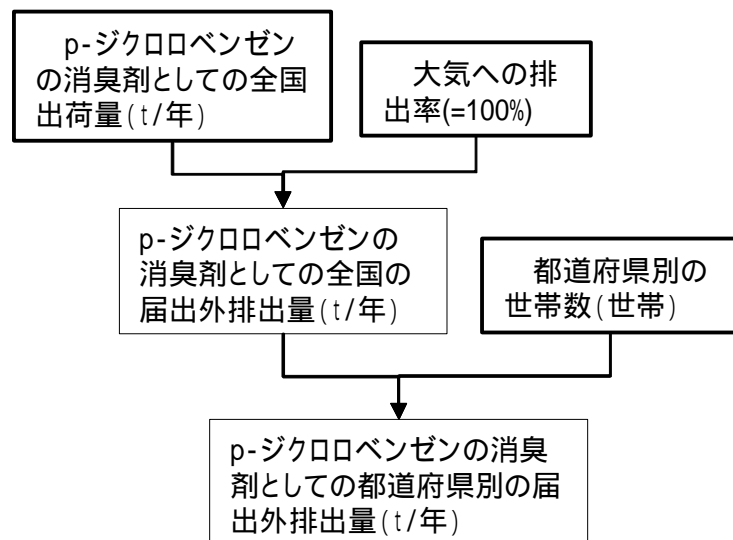 p-ジクロロベンゼン
の消臭剤としての全国
出荷量(t/年)
大気への排
出率(=100%)
p-ジクロロベンゼンの
消臭剤としての全国の
届出外排出量(t/年)
都道府県別の
世帯数(世帯)
p-ジクロロベンゼンの消臭
剤としての都道府県別の届
出外排出量(t/年)